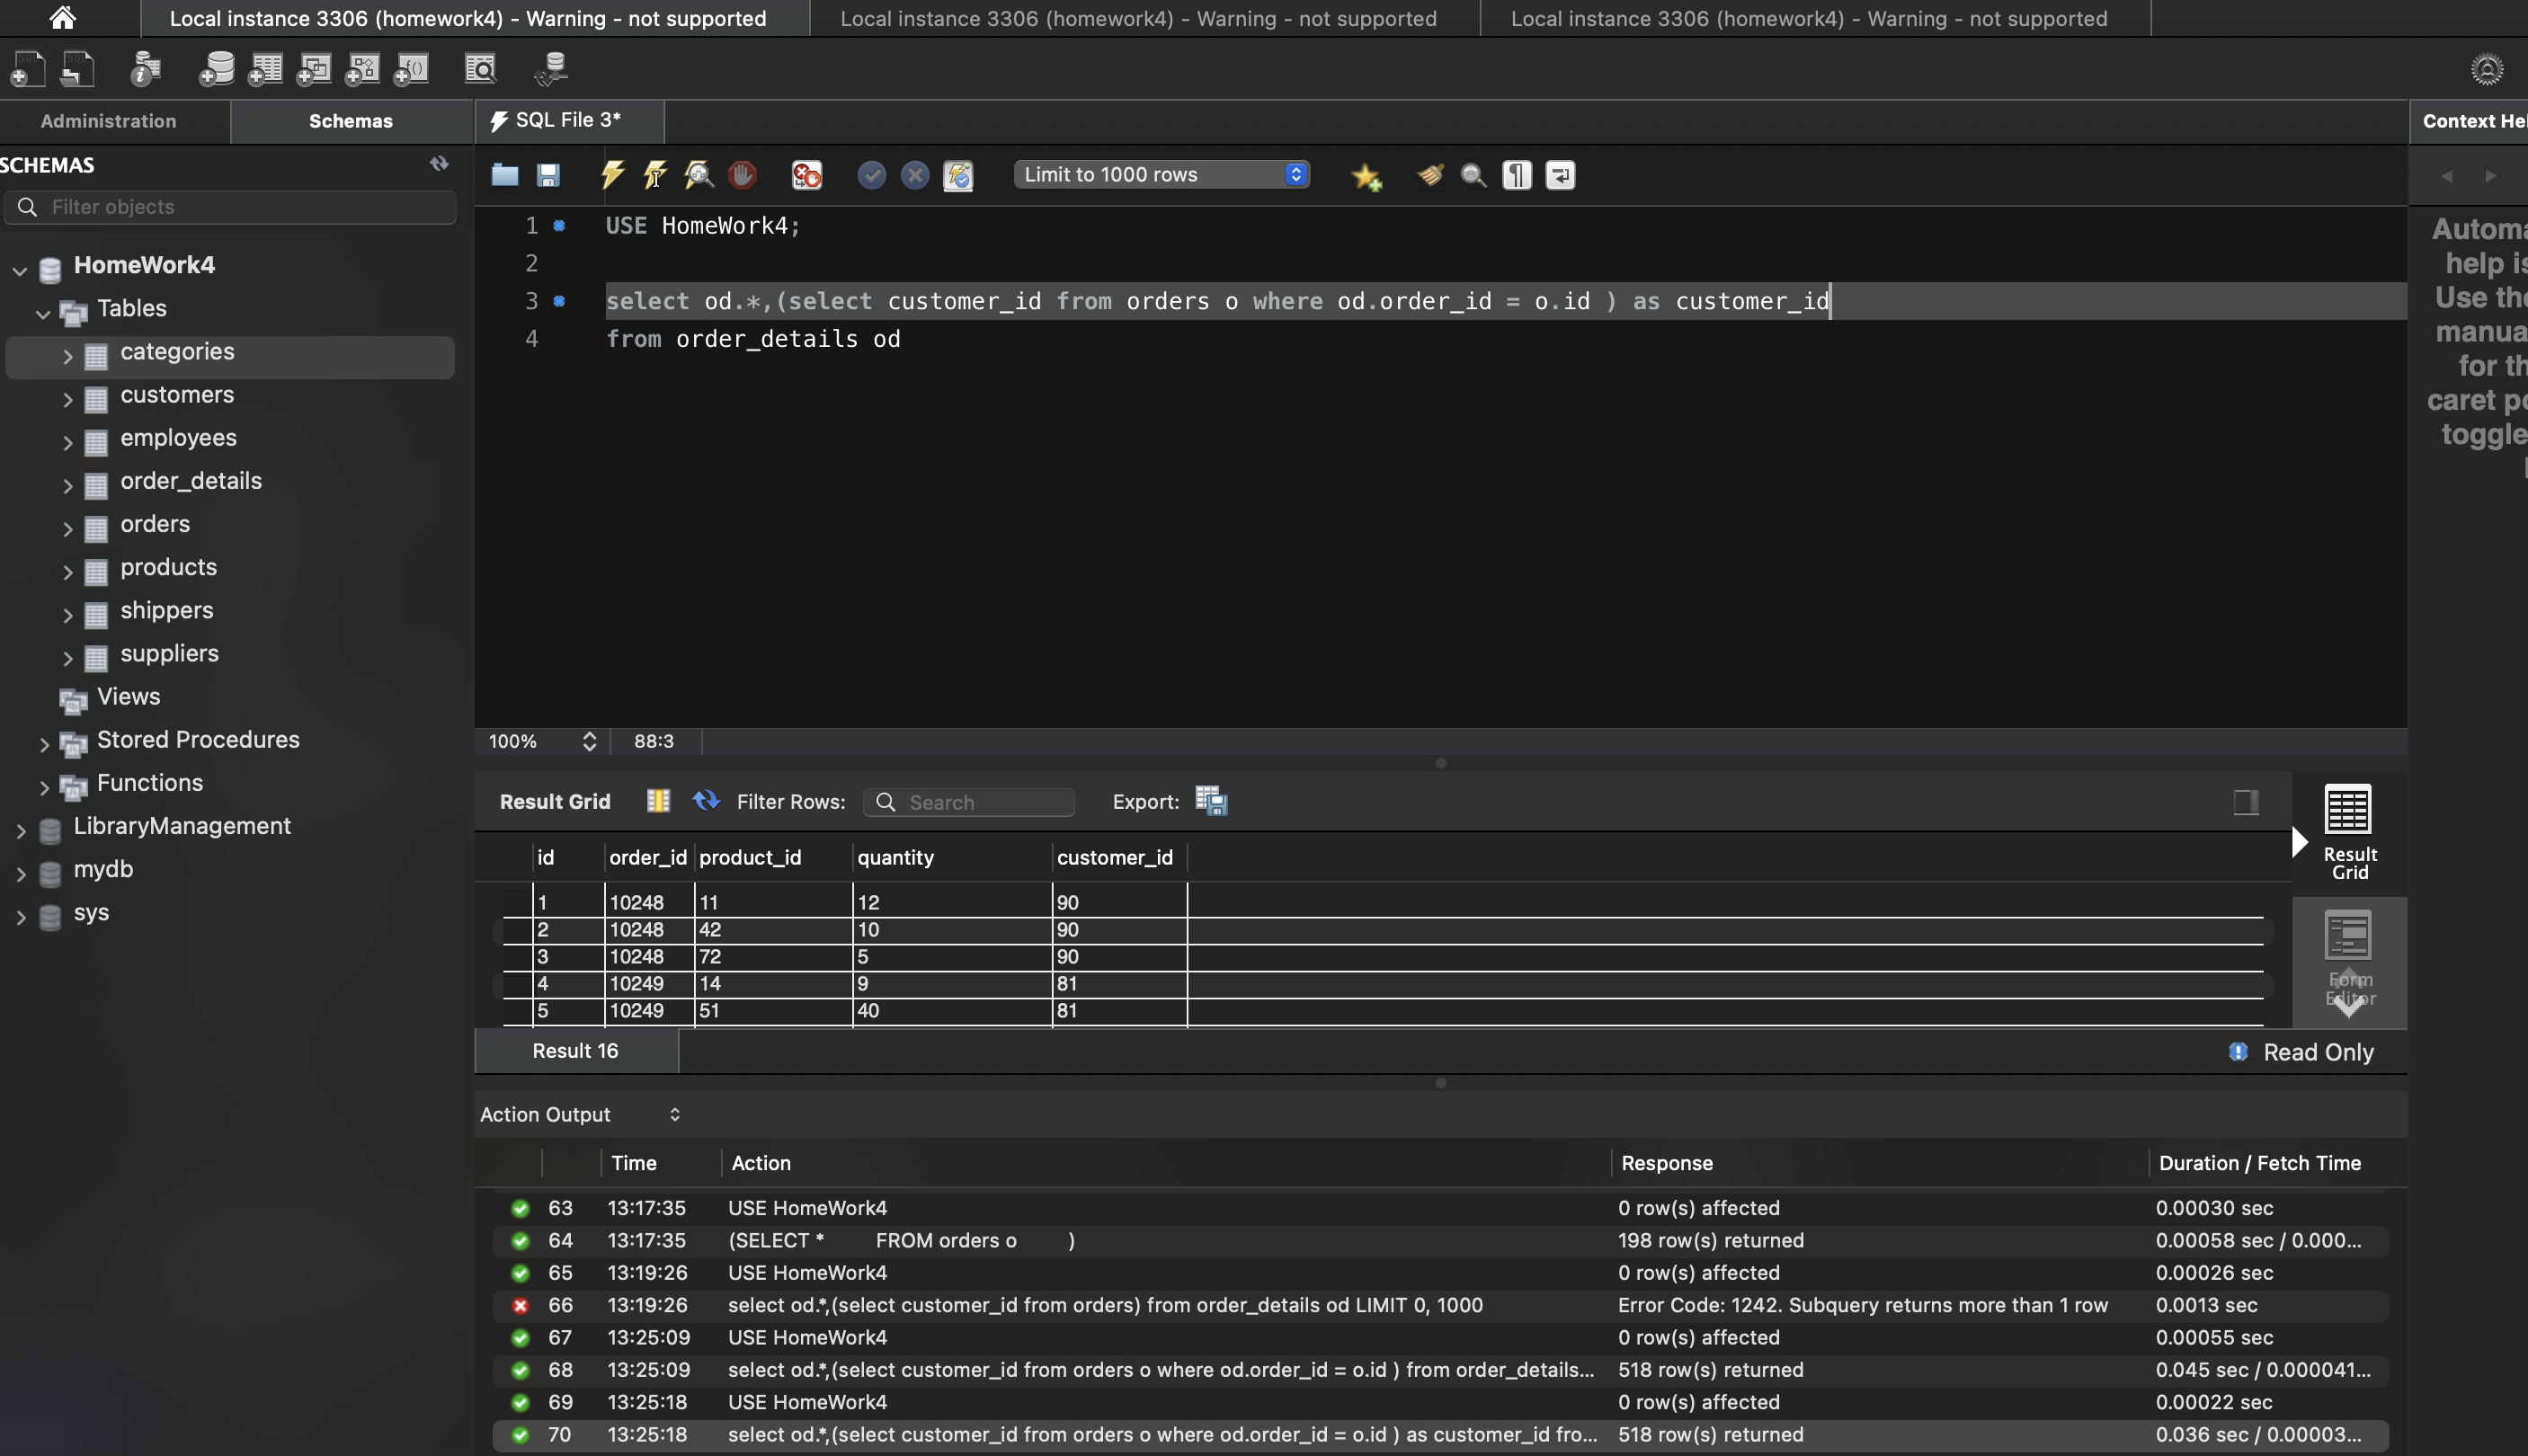 Local instance 3306 (homework4) - Warning - not supported
Local instance 3306 (homework4) - Warning - not supported
Local instance 3306 (homework4) - Warning - not supported
Administration
Schemas
SQL File 3*
Context Hel
SCHEMAS
Filter objects
HomeWork4
Tables
categories
customers
employees
order_details
orders
products
shippers
suppliers
Views
Stored Procedures
Functions
LibraryManagement
mydb
sys
Limit to 1000 rows
1 USE HomeWork4;
2
3 select od.*,(select customer_id from orders o where od.order_id = o.id ) as customer_id
4 from order_details od
Automa
help is
Use the
manua
for th
caret po
toggle
100% 88:3
Result Grid Filter Rows: Search Export:
id order_id product_id quantity customer_id
1 10248 11 12 90
2 10248 42 10 90
3 10248 72 5 90
4 10249 14 9 81
5 10249 51 40 81
Result
Grid
Form
Editor
Result 16
Read Only
Action Output
Time Action Response Duration / Fetch Time
63 13:17:35 USE HomeWork4 0 row(s) affected 0.00030 sec
64 13:17:35 (SELECT * FROM orders o ) 198 row(s) returned 0.00058 sec / 0.000...
65 13:19:26 USE HomeWork4 0 row(s) affected 0.00026 sec
66 13:19:26 select od.*,(select customer_id from orders) from order_details od LIMIT 0, 1000 Error Code: 1242. Subquery returns more than 1 row 0.0013 sec
67 13:25:09 USE HomeWork4 0 row(s) affected 0.00055 sec
68 13:25:09 select od.*,(select customer_id from orders o where od.order_id = o.id ) from order_details... 518 row(s) returned 0.045 sec / 0.000041...
69 13:25:18 USE HomeWork4 0 row(s) affected 0.00022 sec
70 13:25:18 select od.*,(select customer_id from orders o where od.order_id = o.id ) as customer_id fro... 518 row(s) returned 0.036 sec / 0.00003...